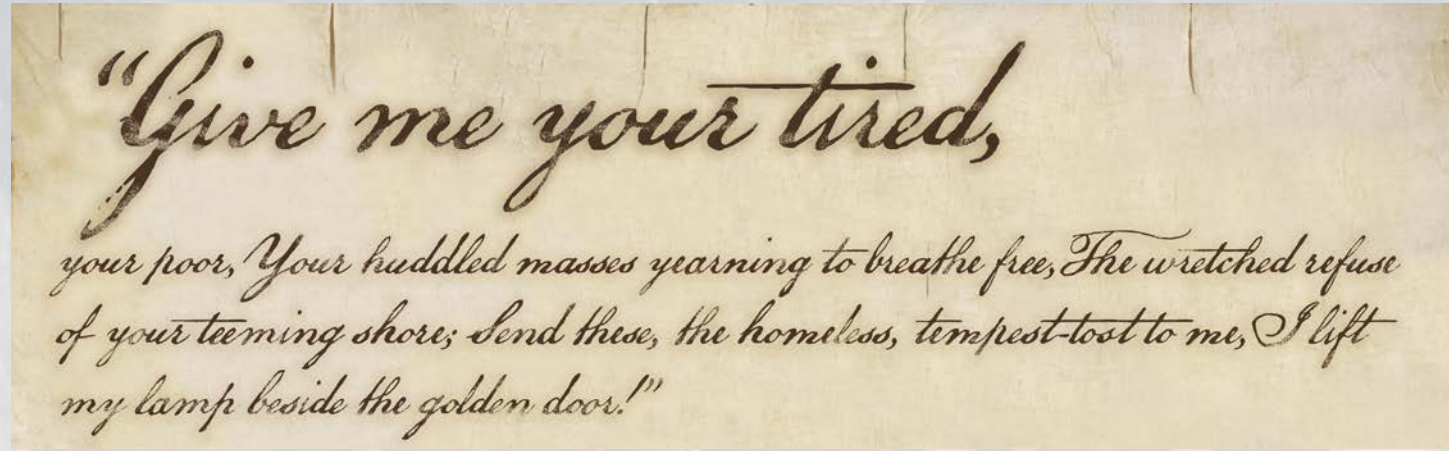 “Give me your tired,
your poor, Your huddled masses yearning to breathe free, The wretched refuse
of your teeming shore; Send these, the homeless, tempest-tost to me, I lift
my lamp beside the golden door!”